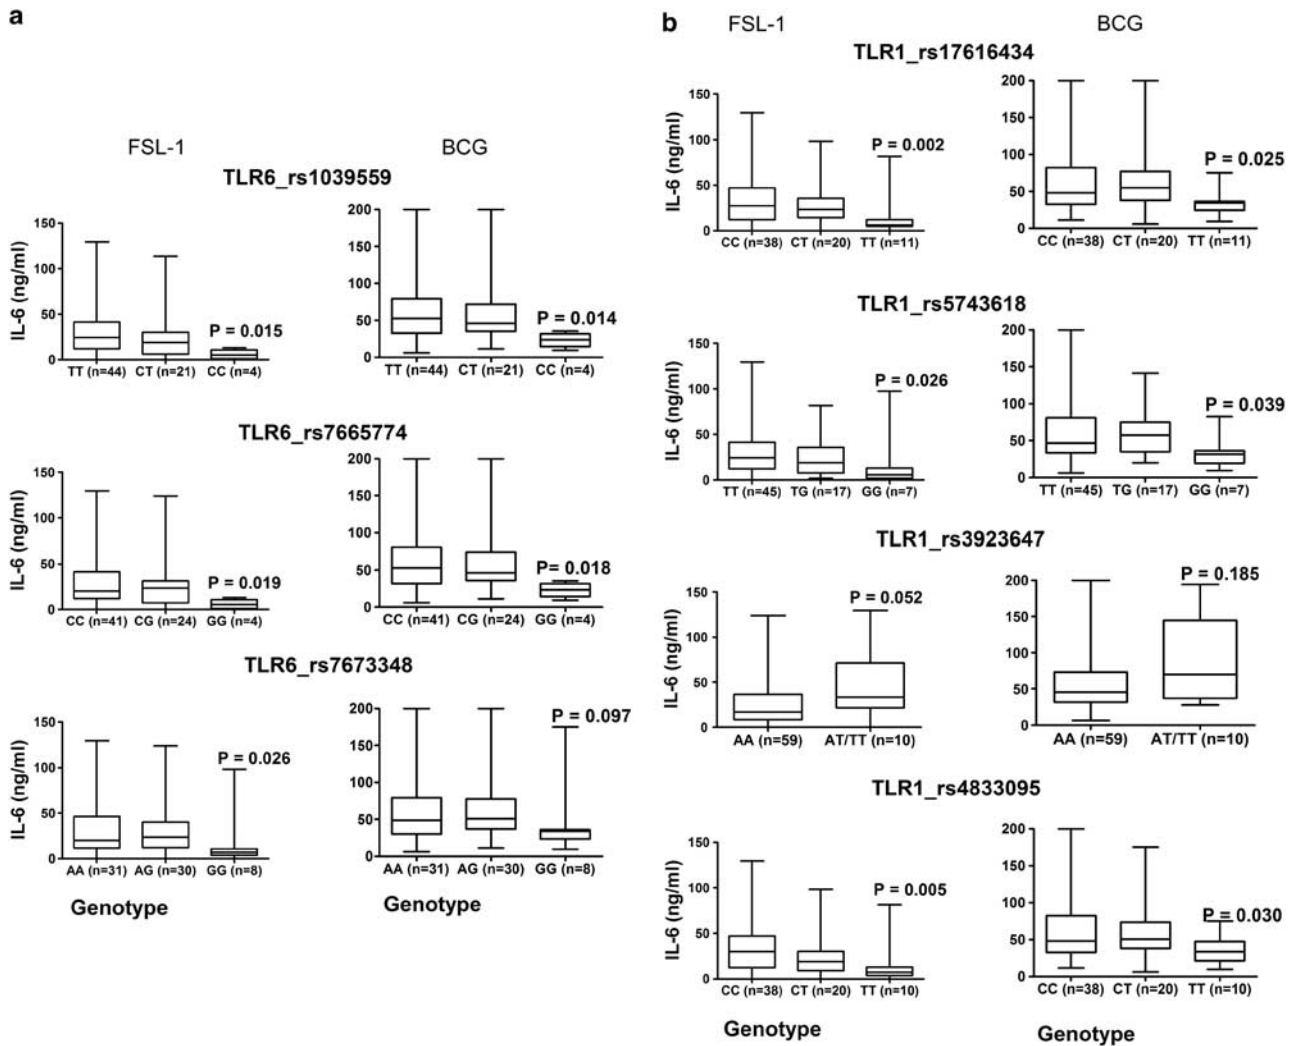 a
FSL-1 BCG
TLR6_rs1039559
IL-6 (ng/ml)
150
100
50
0
TT (n=44) CT (n=21) CC (n=4)
P = 0.015
200
150
100
50
0
TT (n=44) CT (n=21) CC (n=4)
P = 0.014
TLR6_rs7665774
IL-6 (ng/ml)
150
100
50
0
CC (n=41) CG (n=24) GG (n=4)
P = 0.019
200
150
100
50
0
CC (n=41) CG (n=24) GG (n=4)
P= 0.018
TLR6_rs7673348
IL-6 (ng/ml)
150
100
50
0
AA (n=31) AG (n=30) GG (n=8)
P = 0.026
200
150
100
50
0
AA (n=31) AG (n=30) GG (n=8)
P = 0.097
Genotype Genotype
b
FSL-1 BCG
TLR1_rs17616434
IL-6 (ng/ml)
150
100
50
0
CC (n=38) CT (n=20) TT (n=11)
P = 0.002
200
150
100
50
0
CC (n=38) CT (n=20) TT (n=11)
P = 0.025
TLR1_rs5743618
IL-6 (ng/ml)
150
100
50
0
TT (n=45) TG (n=17) GG (n=7)
P = 0.026
200
150
100
50
0
TT (n=45) TG (n=17) GG (n=7)
P = 0.039
TLR1_rs3923647
IL-6 (ng/ml)
150
100
50
0
AA (n=59) AT/TT (n=10)
P = 0.052
200
150
100
50
0
AA (n=59) AT/TT (n=10)
P = 0.185
TLR1_rs4833095
IL-6 (ng/ml)
150
100
50
0
CC (n=38) CT (n=20) TT (n=10)
P = 0.005
200
150
100
50
0
CC (n=38) CT (n=20) TT (n=10)
P = 0.030
Genotype Genotype